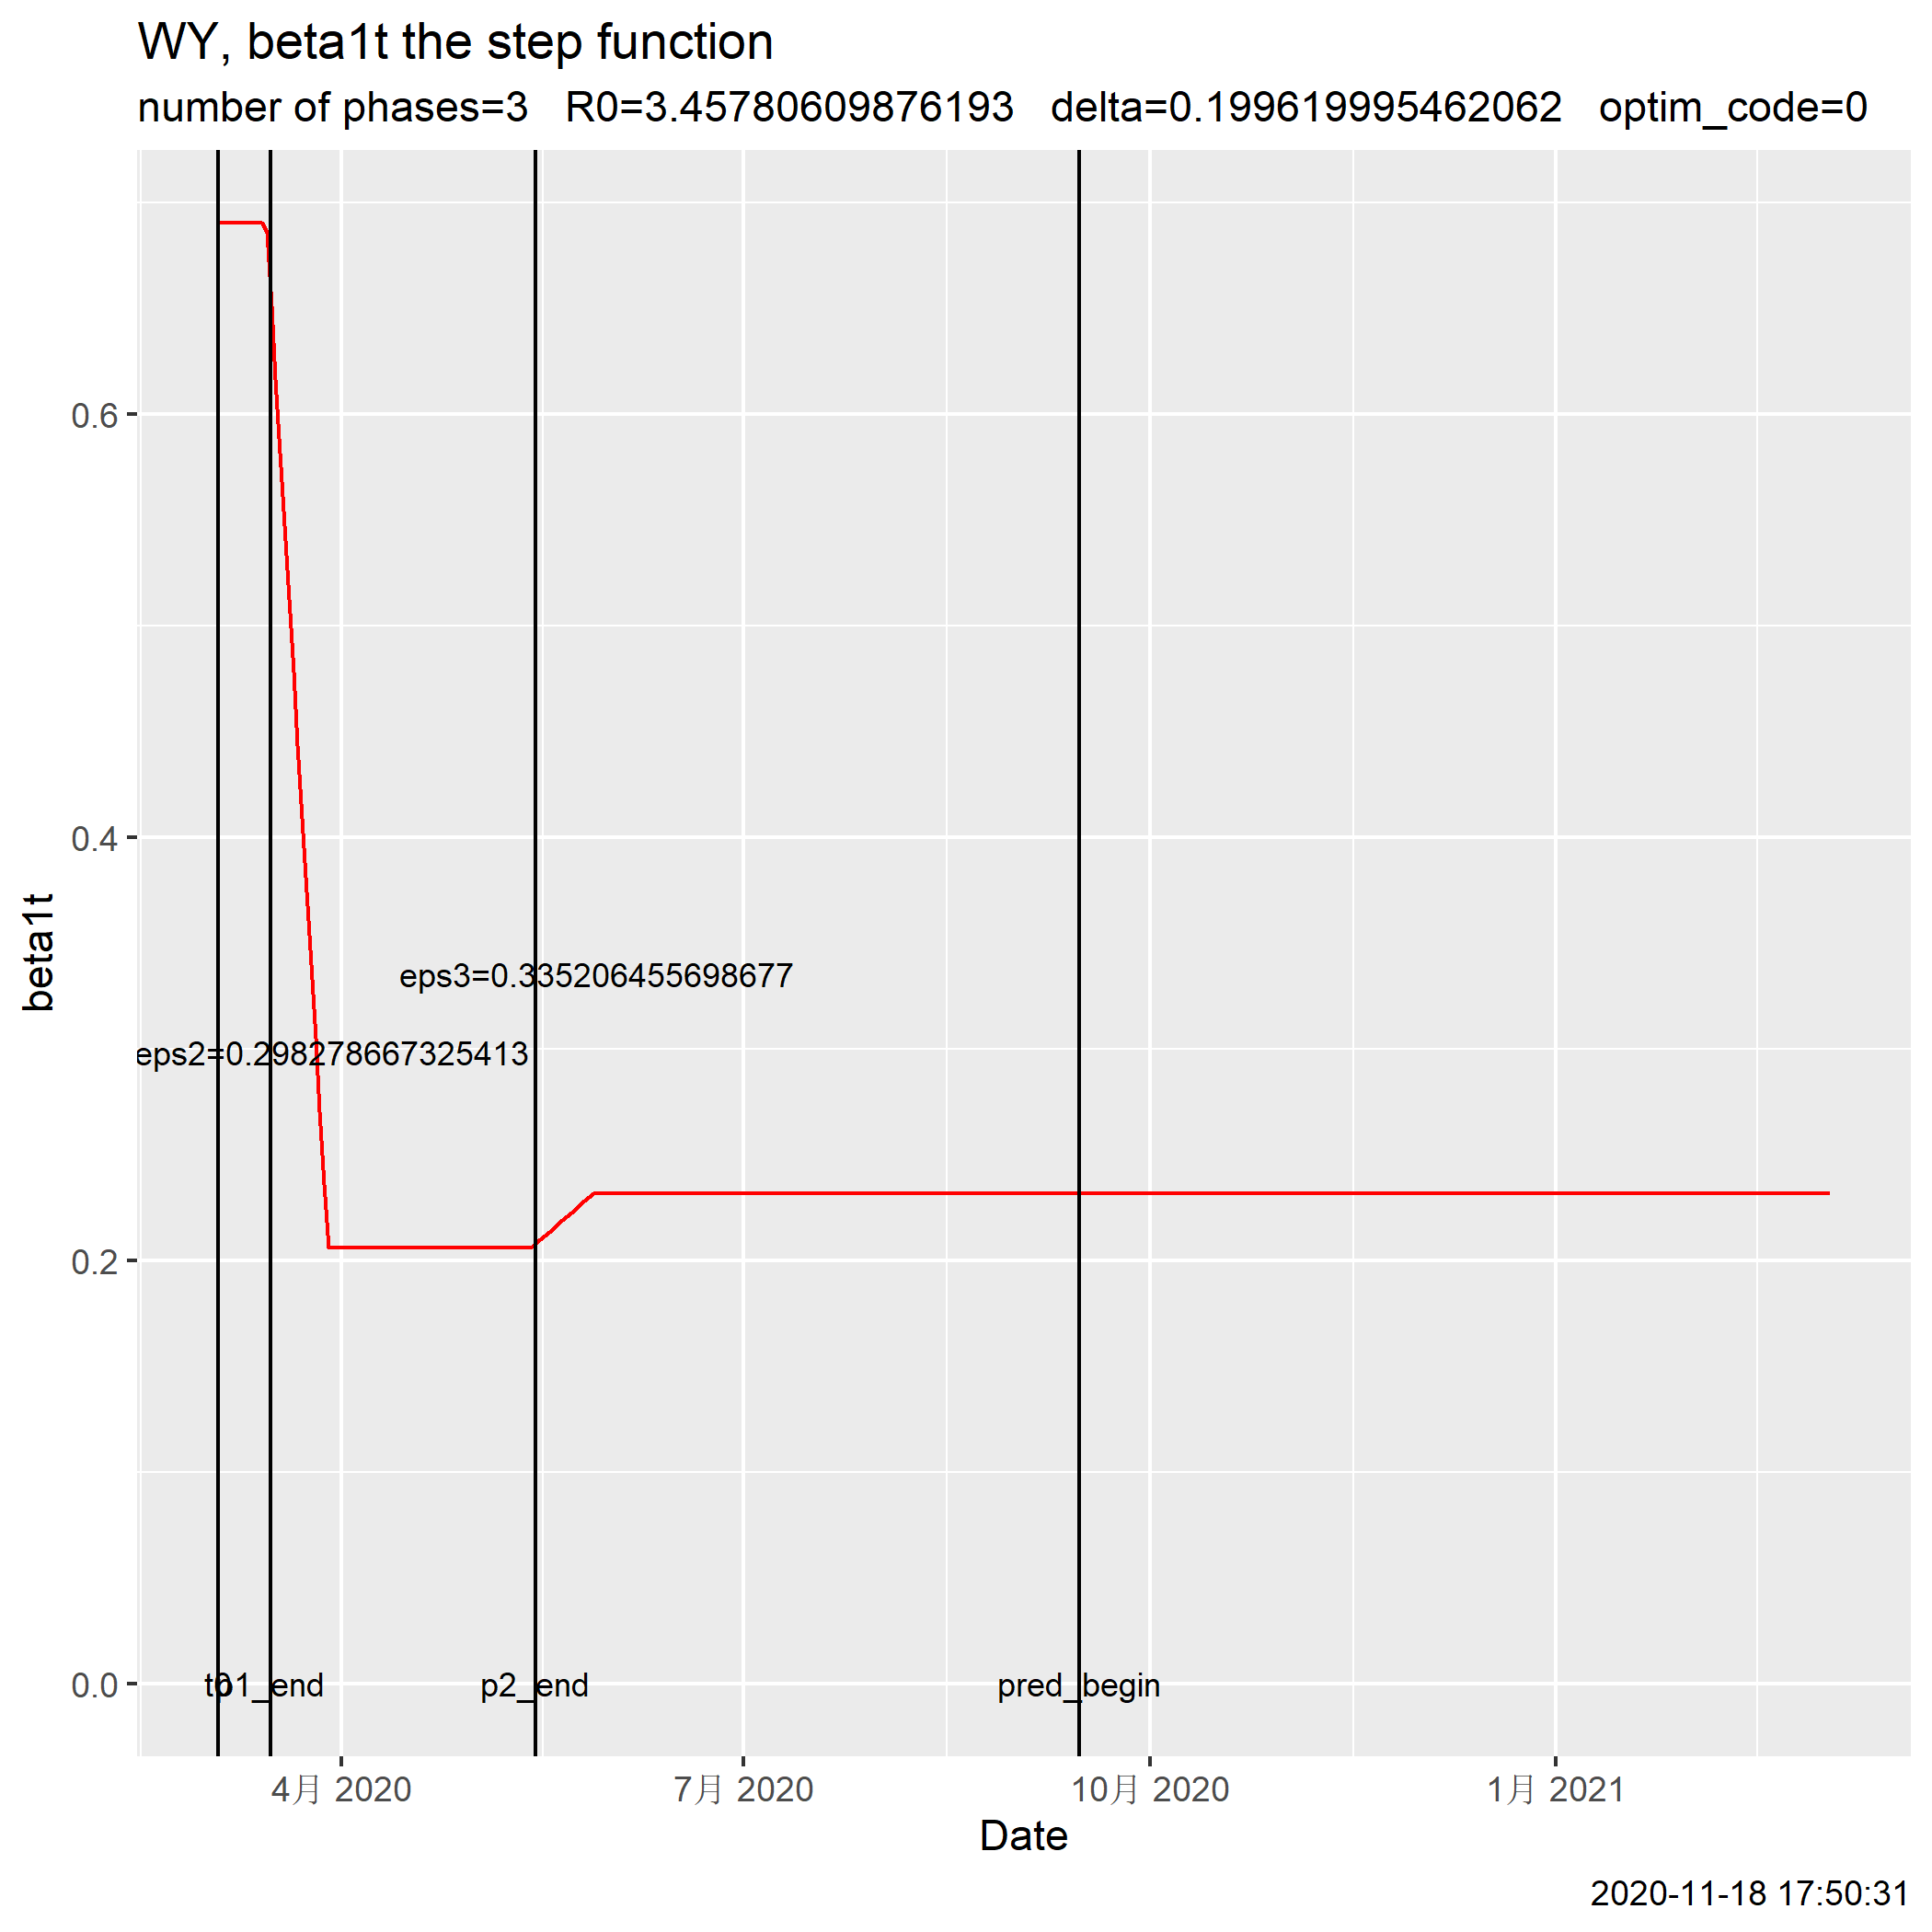 WY, beta1t the step function
number of phases=3   R0=3.45780609876193   delta=0.199619995462062   optim_code=0
0.6
0.4
0.2
0.0
beta1t
eps3=0.335206455698677
eps2=0.298278667325413
t0
p1_end
p2_end
pred_begin
4月 2020
7月 2020
10月 2020
1月 2021
Date
2020-11-18 17:50:31